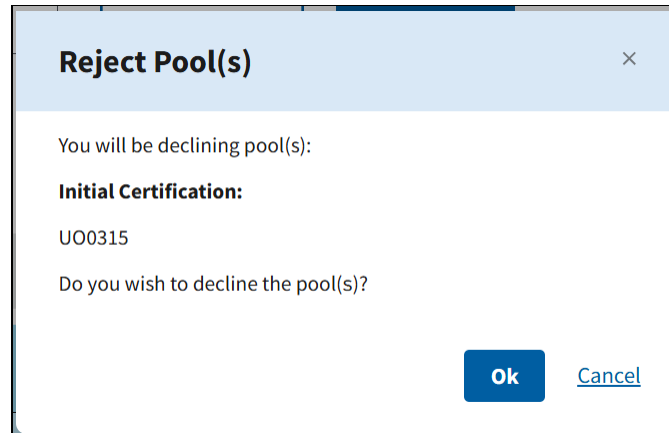 Reject Pool(s)
×
You will be declining pool(s):
Initial Certification:
UO0315
Do you wish to decline the pool(s)?
Ok
Cancel